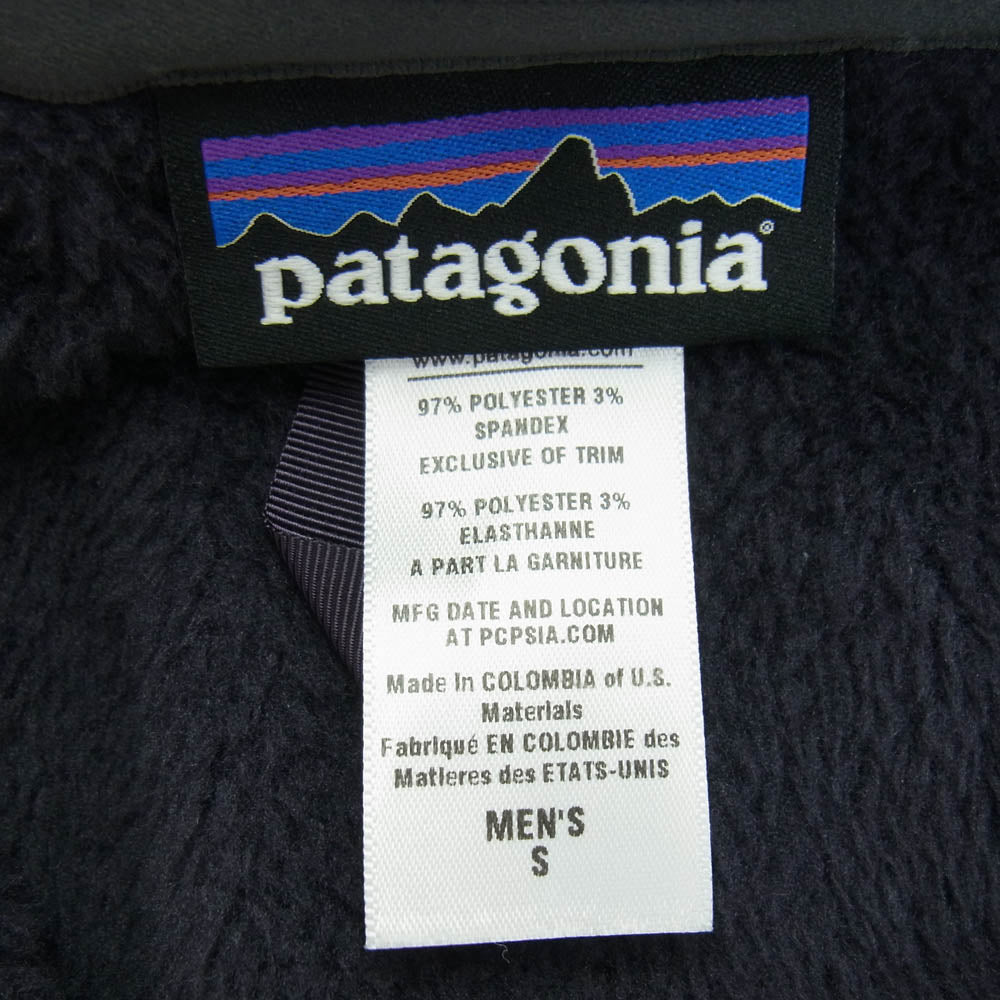 patagonia®
www.patagonia.com
97% POLYESTER 3%
SPANDEX
EXCLUSIVE OF TRIM
97% POLYESTER 3%
ELASTHANNE
A PART LA GARNITURE
MFG DATE AND LOCATION
AT PCPSIA.COM
Made in COLOMBIA of U.S.
Materials
Fabriqué EN COLOMBIE des
Matieres des ETATS-UNIS
MEN'S
S